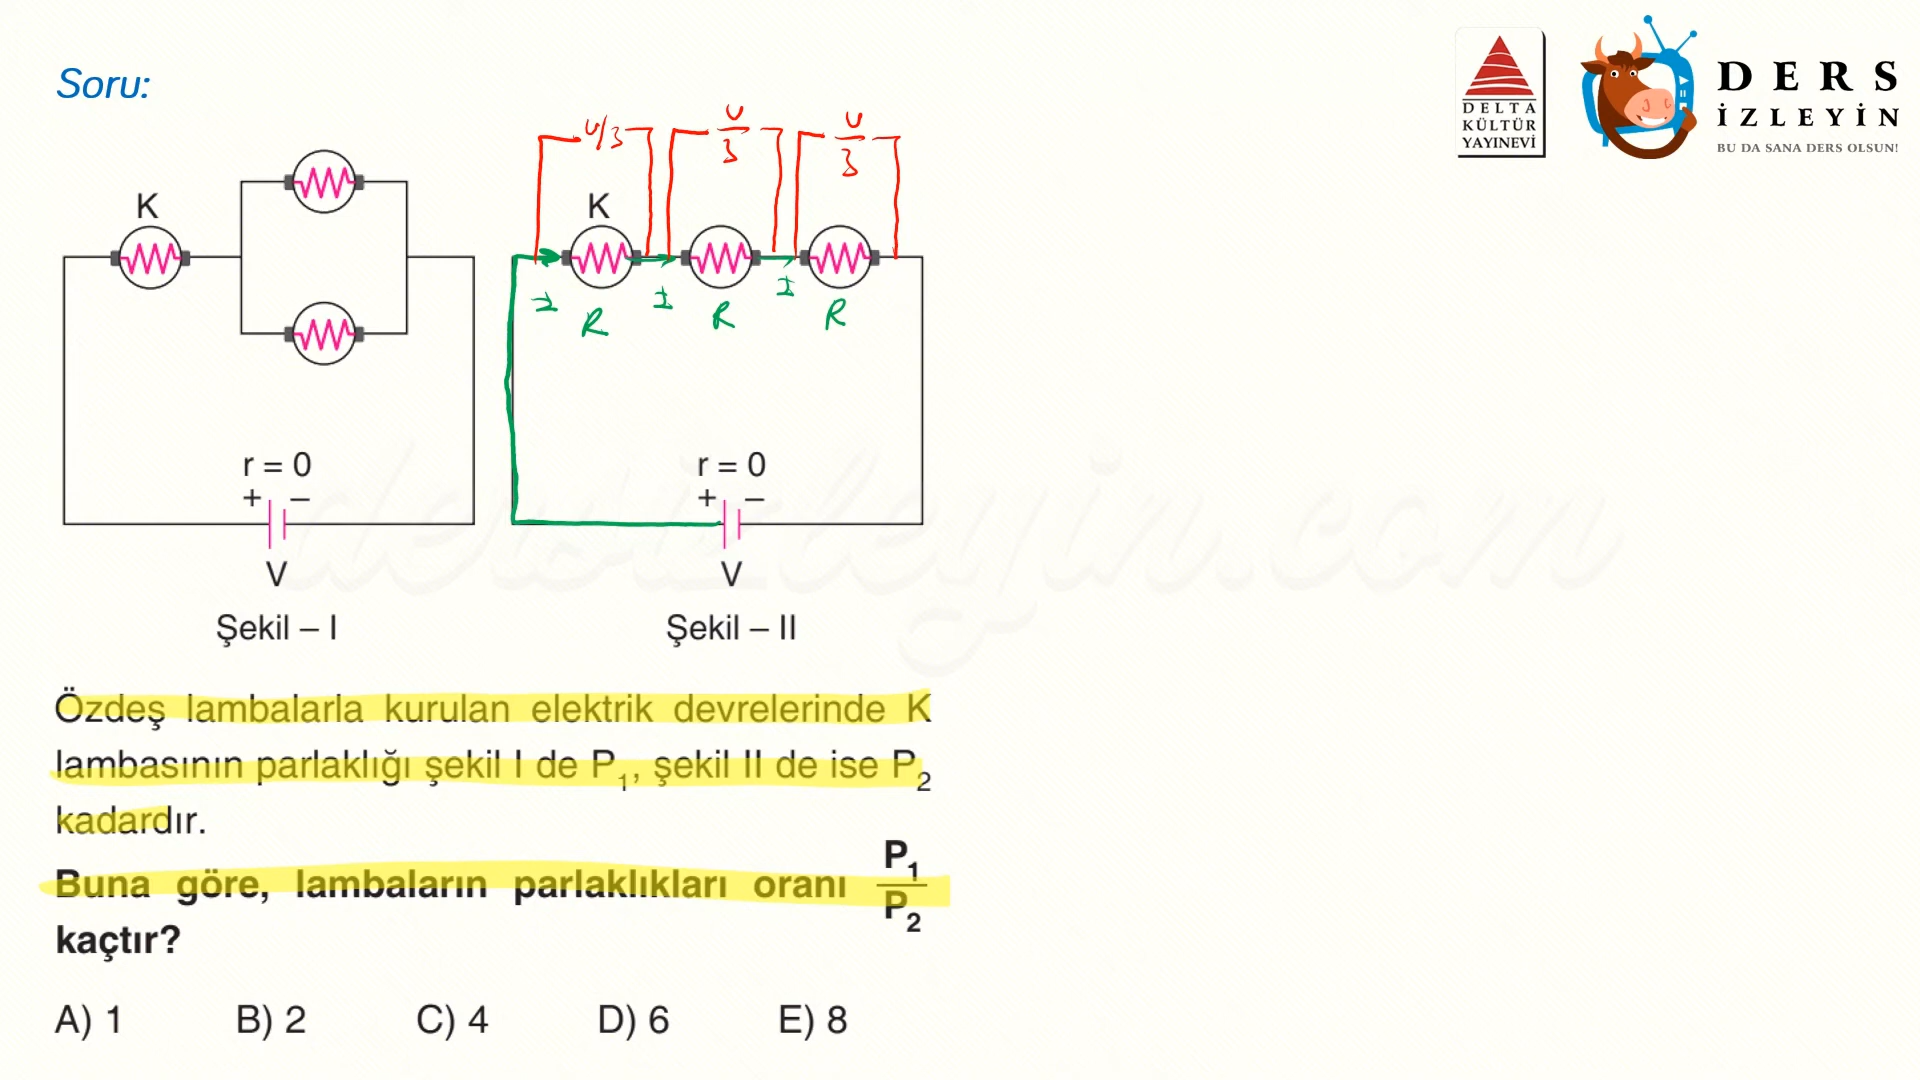 Soru:
DELTA
KÜLTÜR
YAYINEVİ
DERS
İZLEYİN
BU DA SANA DERS OLSUN!
V/3
V/3
V/3
K
K
I
I
I
R
R
R
r = 0
+ –
V
Şekil – I
r = 0
+ –
V
Şekil – II
dersizleyin.com
Özdeş lambalarla kurulan elektrik devrelerinde K
lambasının parlaklığı şekil I de P₁, şekil II de ise P₂
kadardır.
Buna göre, lambaların parlaklıkları oranı P₁/P₂
kaçtır?
A) 1 B) 2 C) 4 D) 6 E) 8